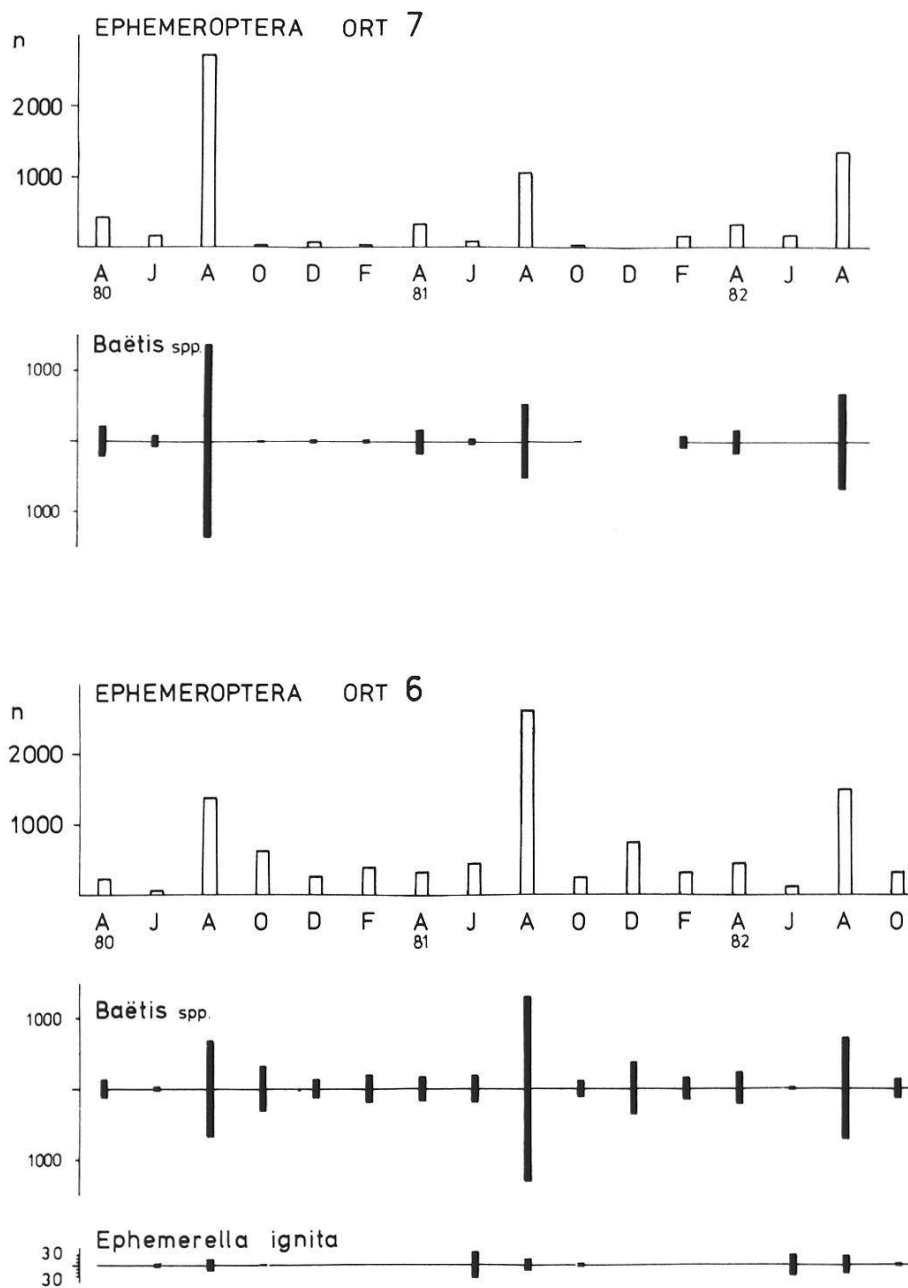 EPHEMEROPTERA ORT 7
n
2000
1000
A J A O D F A J A O D F A J A
80 81 82
Baëtis spp.
1000
1000
EPHEMEROPTERA ORT 6
n
2000
1000
A J A O D F A J A O D F A J A O
80 81 82
Baëtis spp.
1000
1000
Ephemerella ignita
30
30